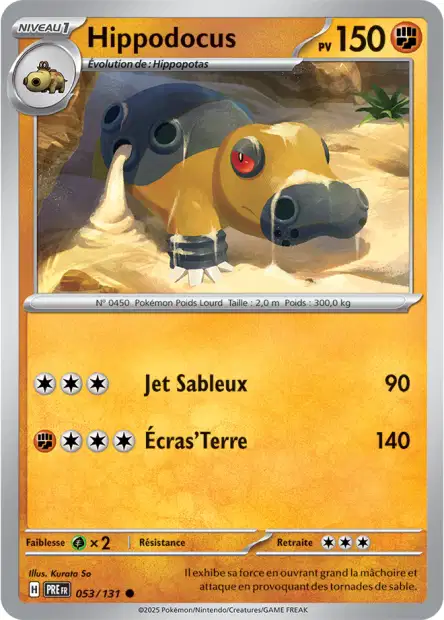 NIVEAU 1
Hippodocus
PV 150
Évolution de : Hippopotas
N° 0450 Pokémon Poids Lourd Taille : 2,0 m Poids : 300,0 kg
Jet Sableux 90
Écras'Terre 140
Faiblesse ×2 Résistance Retraite
Illus. Kurata So
H PRE FR 053/131
Il exhibe sa force en ouvrant grand la mâchoire et
attaque en provoquant des tornades de sable.
©2025 Pokémon/Nintendo/Creatures/GAME FREAK